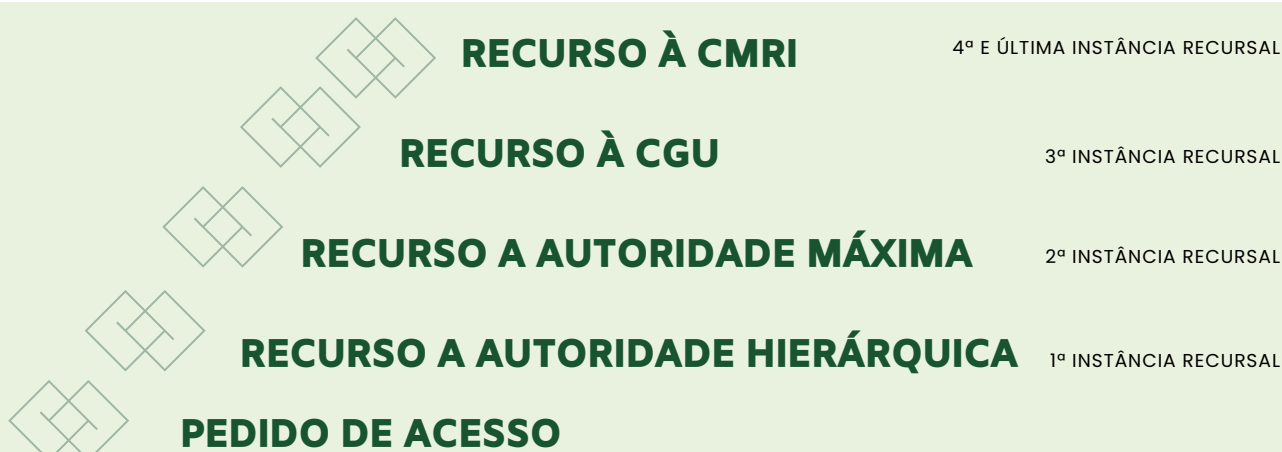 RECURSO À CMRI 4ª E ÚLTIMA INSTÂNCIA RECURSAL
RECURSO À CGU 3ª INSTÂNCIA RECURSAL
RECURSO A AUTORIDADE MÁXIMA 2ª INSTÂNCIA RECURSAL
RECURSO A AUTORIDADE HIERÁRQUICA 1ª INSTÂNCIA RECURSAL
PEDIDO DE ACESSO